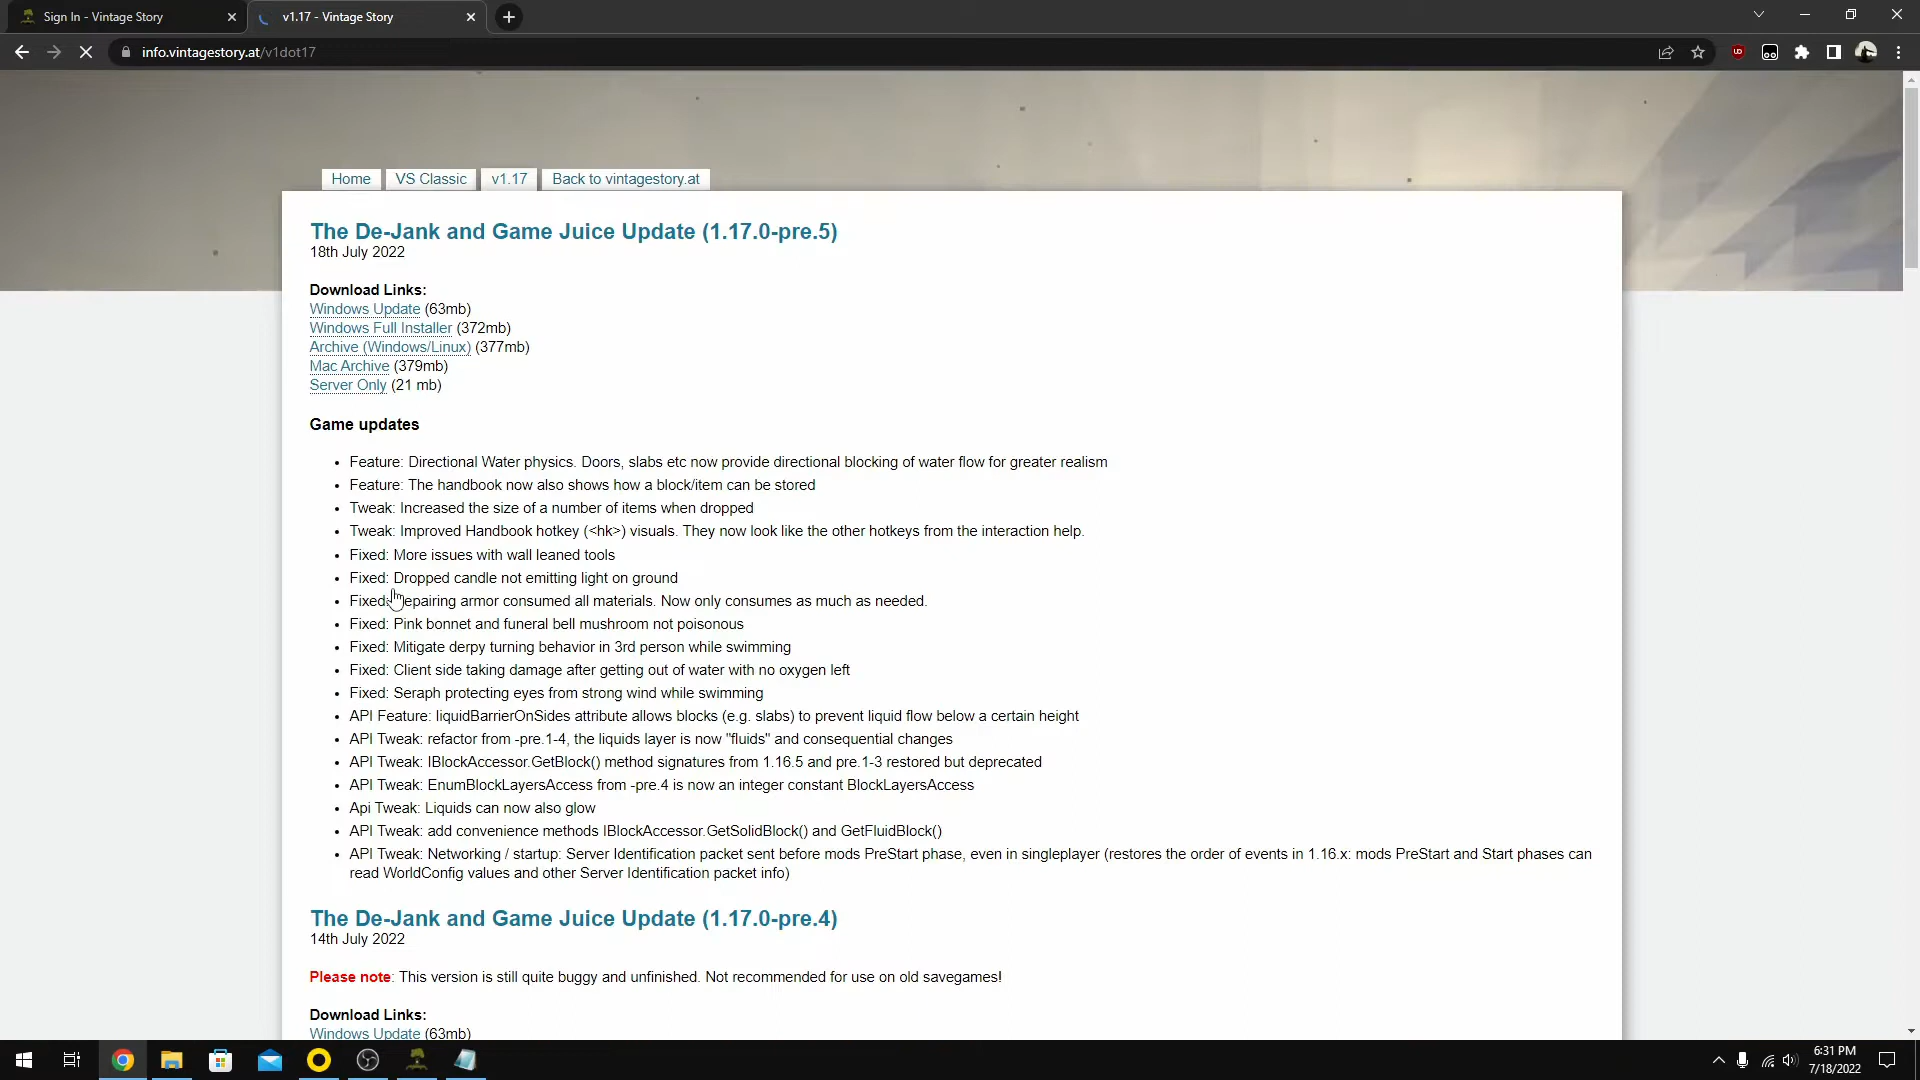 Sign In - Vintage Story
v1.17 - Vintage Story
info.vintagestory.at/v1dot17
Home
VS Classic
v1.17
Back to vintagestory.at
The De-Jank and Game Juice Update (1.17.0-pre.5)
18th July 2022
Download Links:
Windows Update (63mb)
Windows Full Installer (372mb)
Archive (Windows/Linux) (377mb)
Mac Archive (379mb)
Server Only (21 mb)
Game updates
• Feature: Directional Water physics. Doors, slabs etc now provide directional blocking of water flow for greater realism
• Feature: The handbook now also shows how a block/item can be stored
• Tweak: Increased the size of a number of items when dropped
• Tweak: Improved Handbook hotkey (<hk>) visuals. They now look like the other hotkeys from the interaction help.
• Fixed: More issues with wall leaned tools
• Fixed: Dropped candle not emitting light on ground
• Fixed: epairing armor consumed all materials. Now only consumes as much as needed.
• Fixed: Pink bonnet and funeral bell mushroom not poisonous
• Fixed: Mitigate derpy turning behavior in 3rd person while swimming
• Fixed: Client side taking damage after getting out of water with no oxygen left
• Fixed: Seraph protecting eyes from strong wind while swimming
• API Feature: liquidBarrierOnSides attribute allows blocks (e.g. slabs) to prevent liquid flow below a certain height
• API Tweak: refactor from -pre.1-4, the liquids layer is now "fluids" and consequential changes
• API Tweak: IBlockAccessor.GetBlock() method signatures from 1.16.5 and pre.1-3 restored but deprecated
• API Tweak: EnumBlockLayersAccess from -pre.4 is now an integer constant BlockLayersAccess
• Api Tweak: Liquids can now also glow
• API Tweak: add convenience methods IBlockAccessor.GetSolidBlock() and GetFluidBlock()
• API Tweak: Networking / startup: Server Identification packet sent before mods PreStart phase, even in singleplayer (restores the order of events in 1.16.x: mods PreStart and Start phases can
read WorldConfig values and other Server Identification packet info)
The De-Jank and Game Juice Update (1.17.0-pre.4)
14th July 2022
Please note: This version is still quite buggy and unfinished. Not recommended for use on old savegames!
Download Links:
Windows Update (63mb)
6:31 PM
7/18/2022